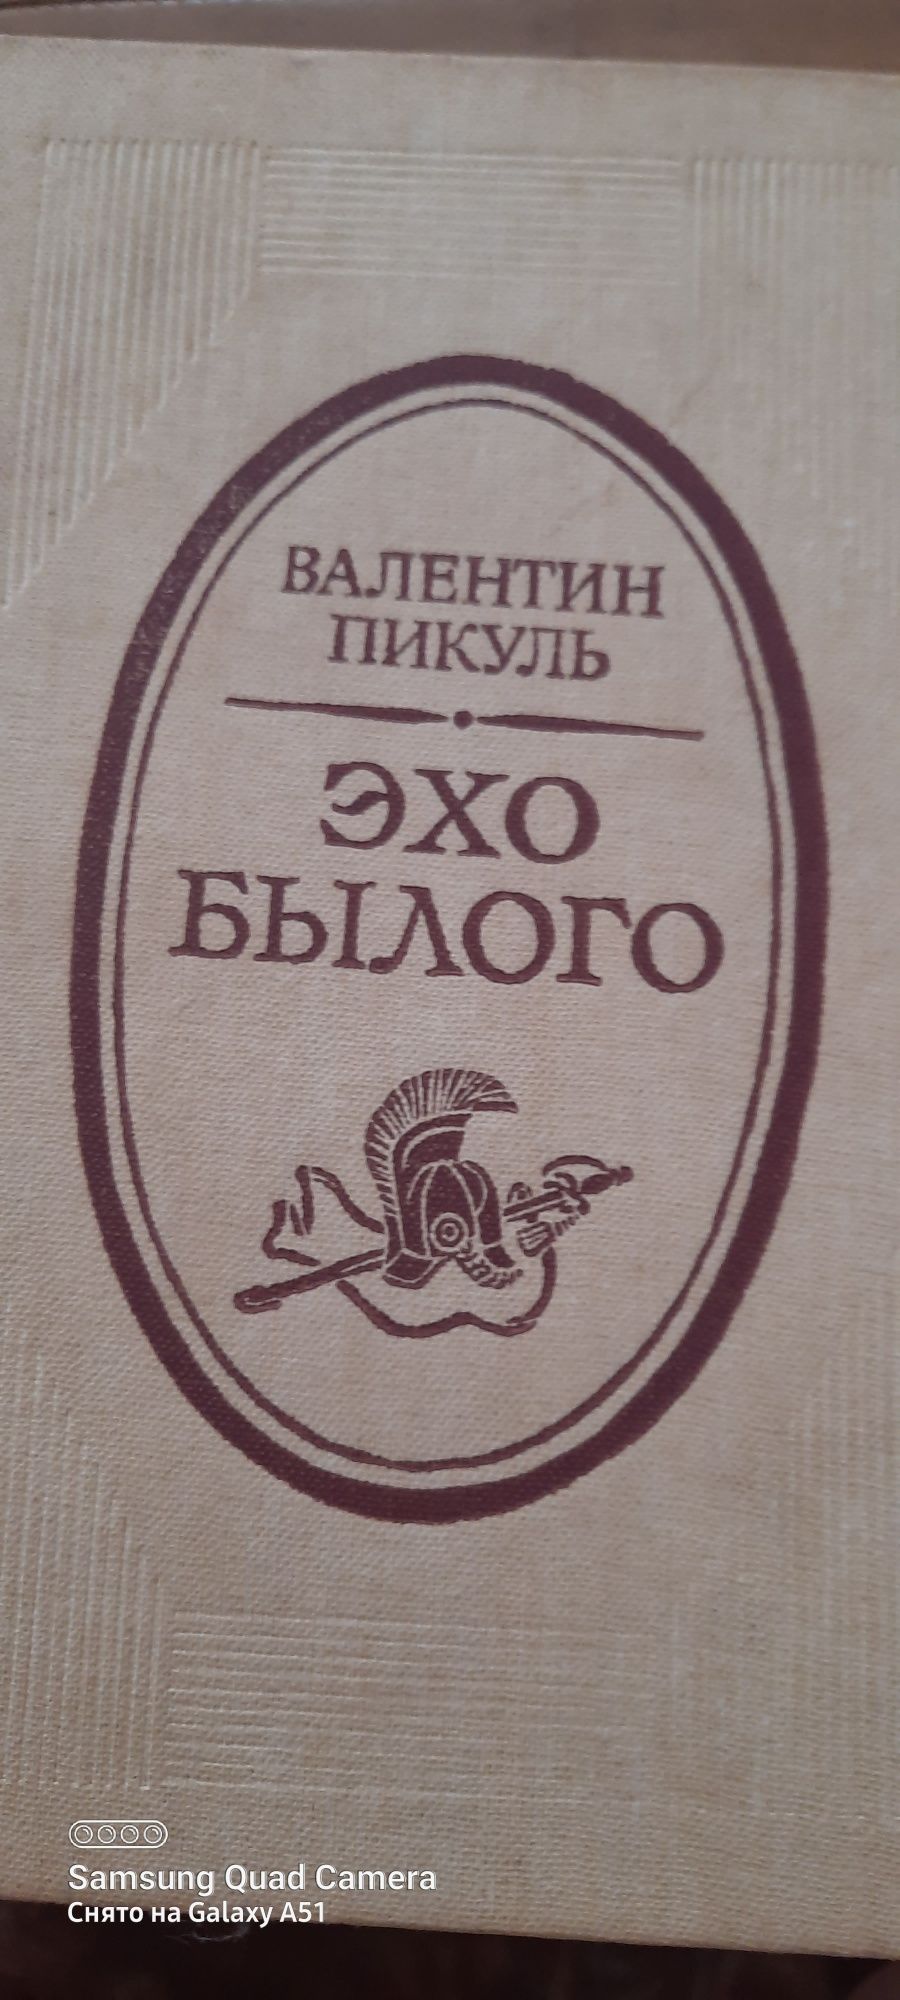 ВАЛЕНТИН
ПИКУЛЬ
ЭХО
БЫЛОГО
Samsung Quad Camera
Снято на Galaxy A51